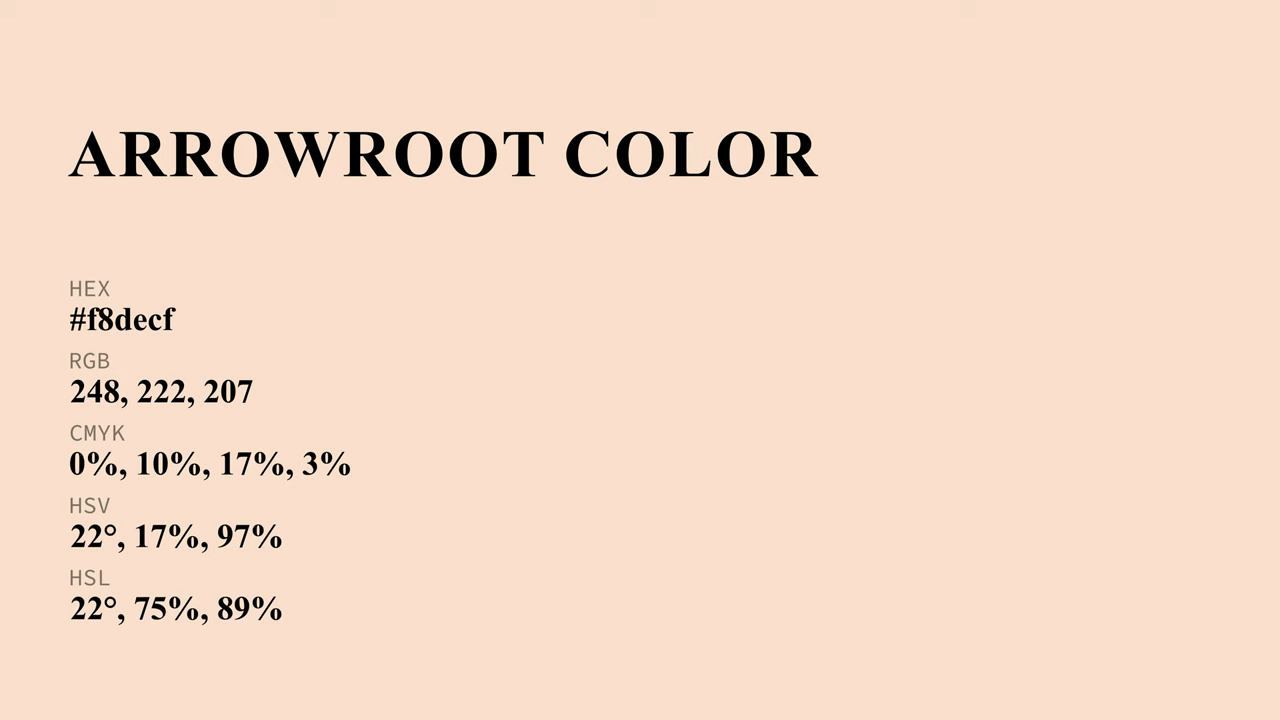 ARROWROOT COLOR
HEX
#f8decf
RGB
248, 222, 207
CMYK
0%, 10%, 17%, 3%
HSV
22°, 17%, 97%
HSL
22°, 75%, 89%